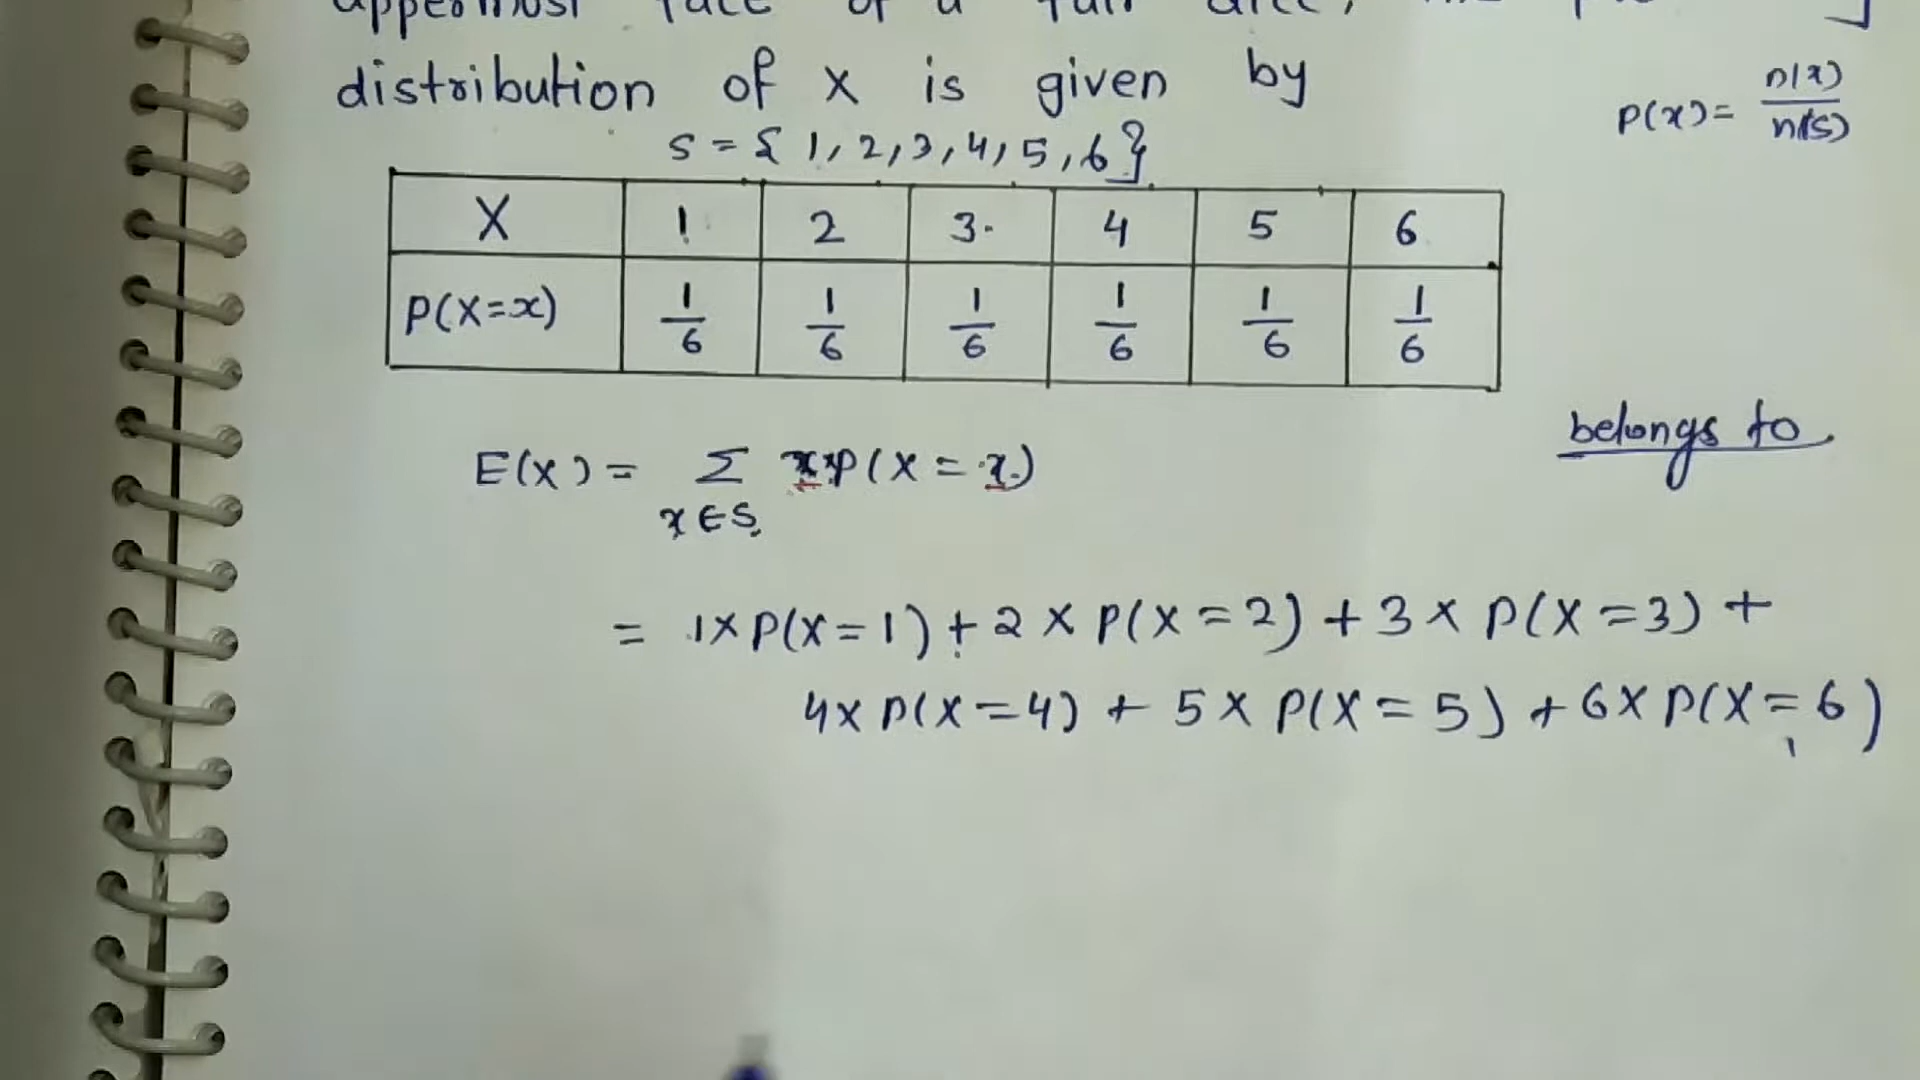 of a
distribution of X is given by
P(x) = n(x)/n(S)
S = { 1, 2, 3, 4, 5, 6 }
X 1 2 3 4 5 6
P(X=x) 1/6 1/6 1/6 1/6 1/6 1/6
belongs to
E(X) = Σ x×P(X = x)
x ∈ S
= 1×P(X=1) + 2 × P(X=2) + 3 × P(X=3) +
4× P(X=4) + 5 × P(X=5) + 6× P(X=6)